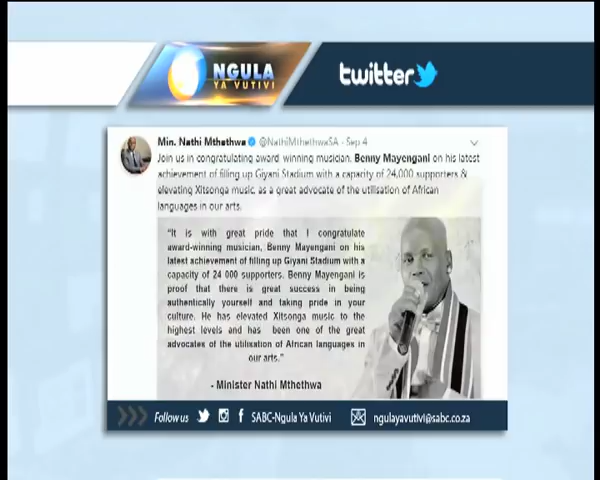 NGULA
YA VUTIVI
twitter
Min. Nathi Mthethwa @NathiMthethwaSA - Sep 4
Join us in congratulating award winning musician, Benny Mayengani on his latest
achievement of filling up Giyani Stadium with a capacity of 24,000 supporters &
elevating Xitsonga music, as a great advocate of the utilisation of African
languages in our arts.
"It is with great pride that I congratulate
award-winning musician, Benny Mayengani on his
latest achievement of filling up Giyani Stadium with a
capacity of 24 000 supporters. Benny Mayengani is
proof that there is great success in being
authentically yourself and taking pride in your
culture. He has elevated Xitsonga music to the
highest levels and has been one of the great
advocates of the utilisation of African languages in
our arts."
- Minister Nathi Mthethwa
Follow us SABC-Ngula Ya Vutivi ngulayavutivi@sabc.co.za